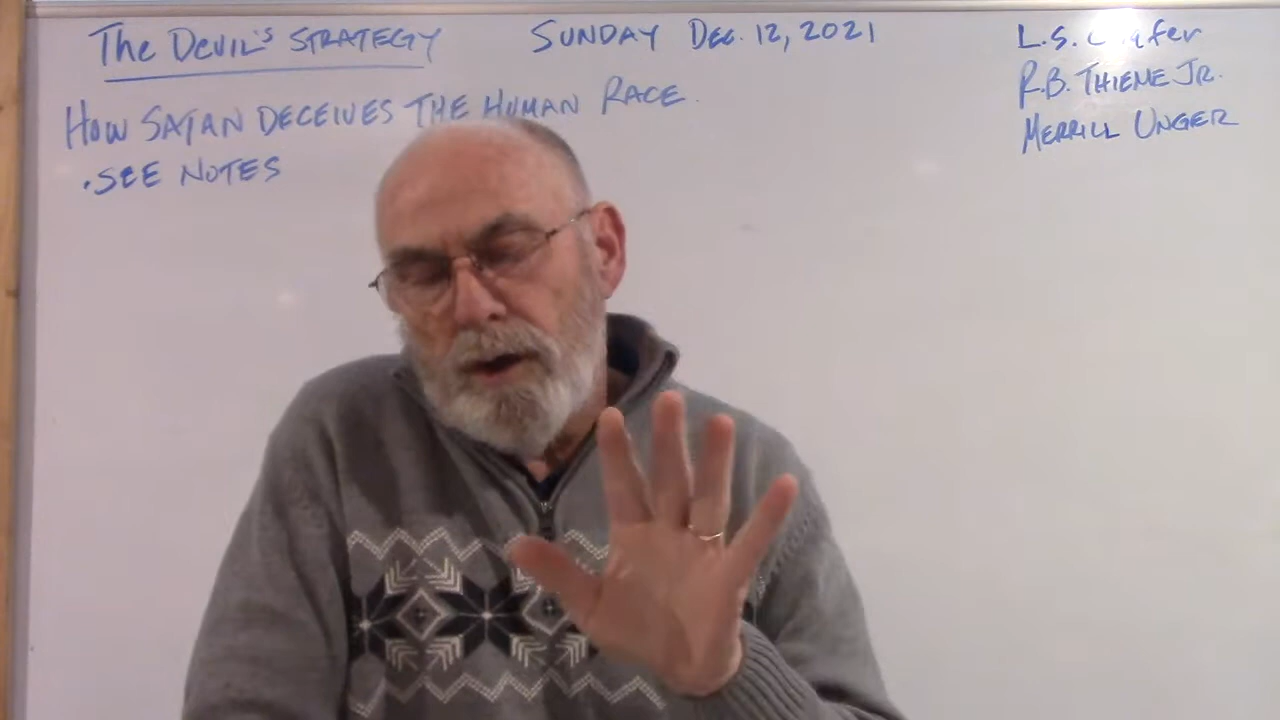 The Devil's Strategy
Sunday Dec. 12, 2021
How Satan Deceives the Human Race
• See Notes
L.S.
R.B. Thieme Jr.
Merrill Unger